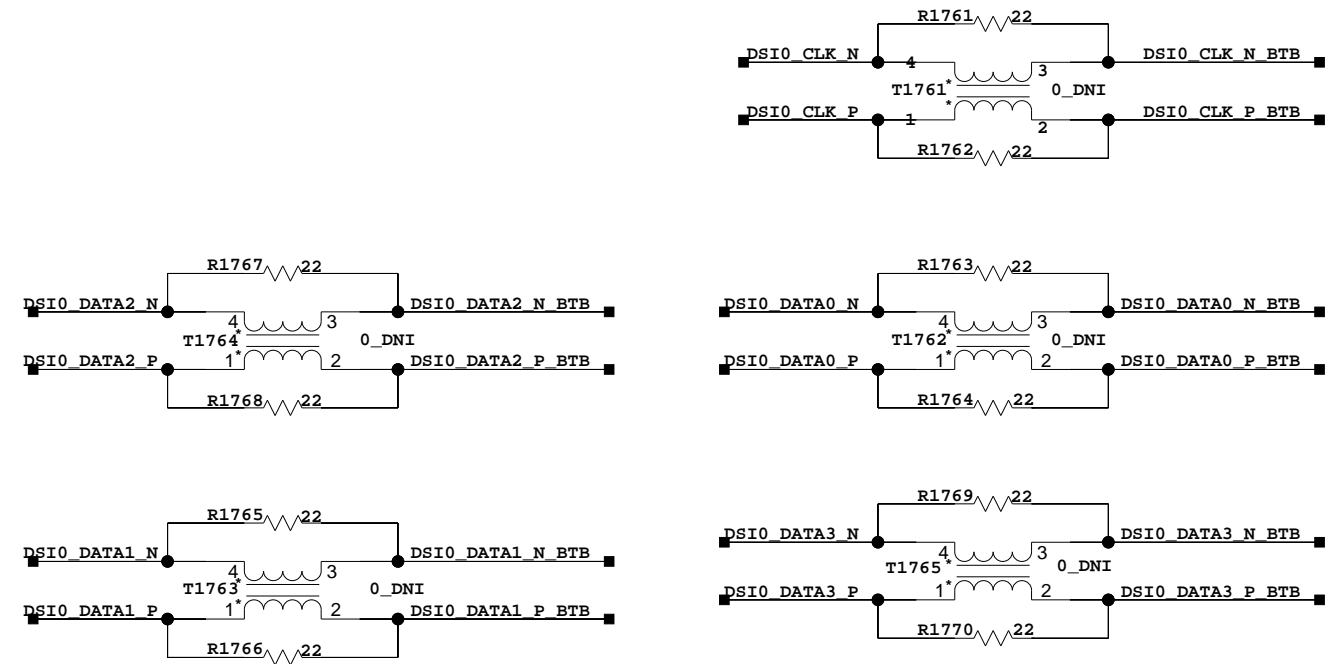 R1761 22
DSI0_CLK_N 4 3 DSI0_CLK_N_BTB
T1761 * 0_DNI
*
DSI0_CLK_P 1 2 DSI0_CLK_P_BTB
R1762 22
R1767 22
DSI0_DATA2_N 4 3 DSI0_DATA2_N_BTB
T1764 * 0_DNI
*
DSI0_DATA2_P 1 2 DSI0_DATA2_P_BTB
R1768 22
R1763 22
DSI0_DATA0_N 4 3 DSI0_DATA0_N_BTB
T1762 * 0_DNI
*
DSI0_DATA0_P 1 2 DSI0_DATA0_P_BTB
R1764 22
R1765 22
DSI0_DATA1_N 4 3 DSI0_DATA1_N_BTB
T1763 * 0_DNI
*
DSI0_DATA1_P 1 2 DSI0_DATA1_P_BTB
R1766 22
R1769 22
DSI0_DATA3_N 4 3 DSI0_DATA3_N_BTB
T1765 * 0_DNI
*
DSI0_DATA3_P 1 2 DSI0_DATA3_P_BTB
R1770 22